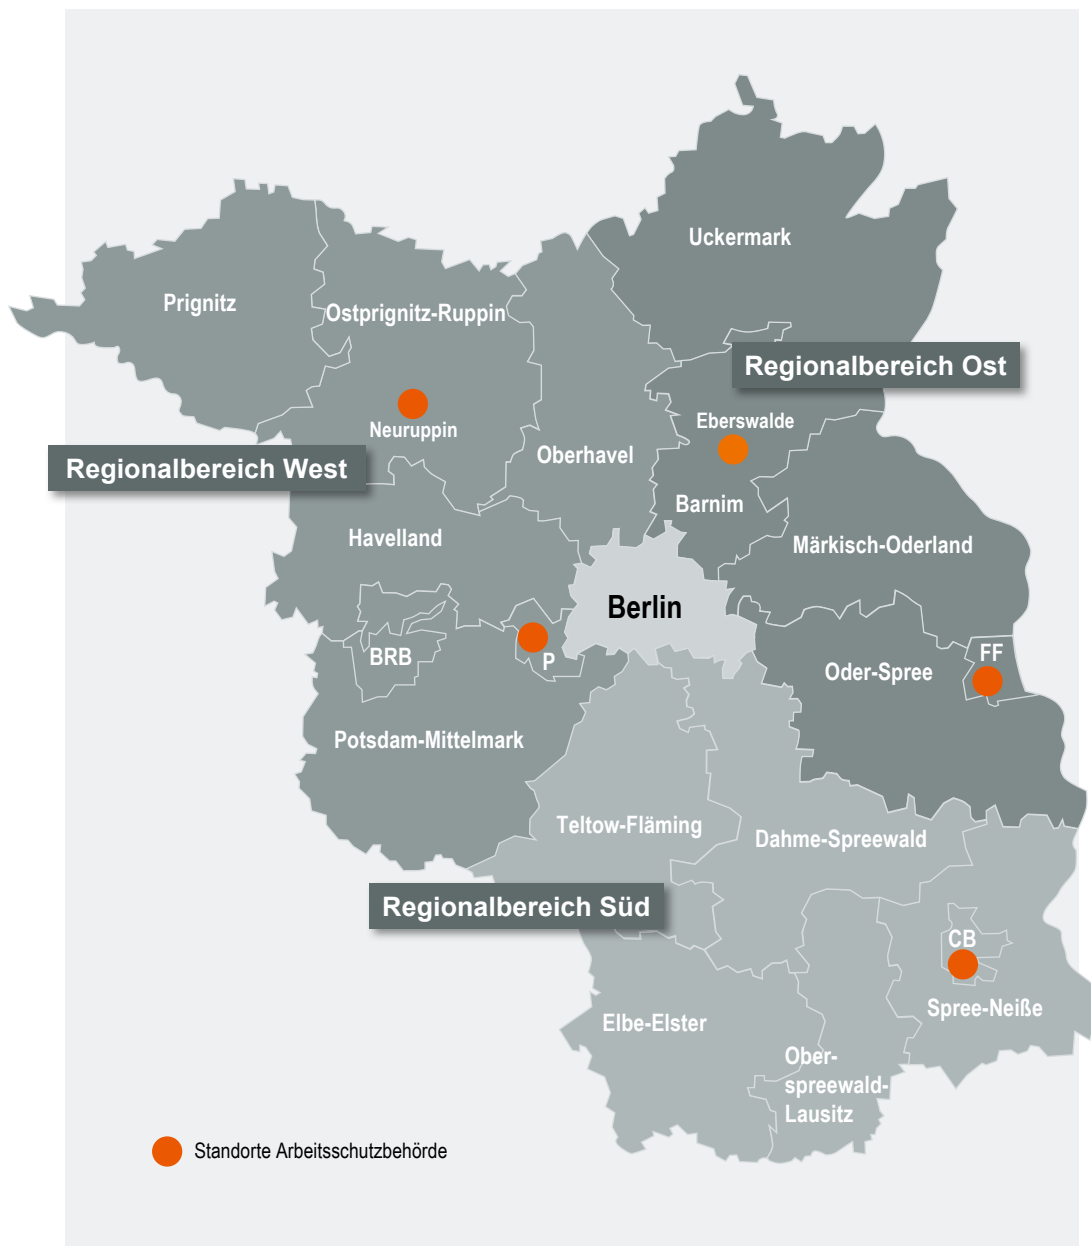 Uckermark
Prignitz
Ostprignitz-Ruppin
Regionalbereich Ost
Neuruppin
Eberswalde
Oberhavel
Regionalbereich West
Barnim
Havelland
Märkisch-Oderland
Berlin
BRB
P
FF
Oder-Spree
Potsdam-Mittelmark
Teltow-Fläming
Dahme-Spreewald
Regionalbereich Süd
CB
Spree-Neiße
Elbe-Elster
Ober-
spreewald-
Lausitz
Standorte Arbeitsschutzbehörde